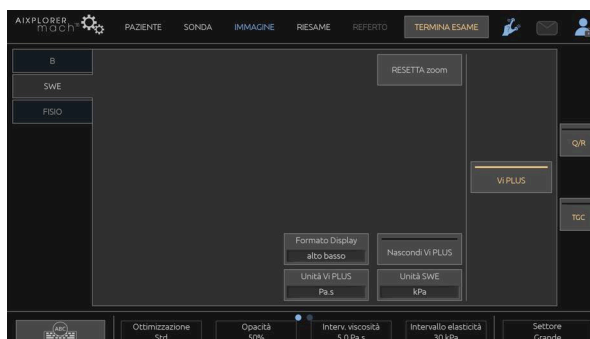 AIXPLORER
mach
PAZIENTE SONDA IMMAGINE RIESAME REFERTO TERMINA ESAME
B
SWE
FISIO
RESETTA zoom
Q/R
Vi PLUS
TGC
Formato Display
alto basso
Nascondi Vi PLUS
Unità Vi PLUS
Pa.s
Unità SWE
kPa
ABC
Ottimizzazione
Std
Opacità
50%
Interv. viscosità
5.0 Pa.s
Intervallo elasticità
30 kPa
Settore
Grande